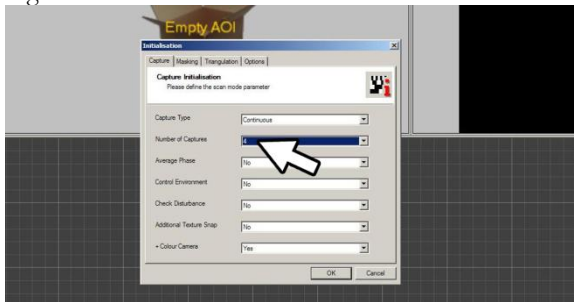 Empty AOI
Initialisation
Capture Masking Triangulation Options
Capture Initialisation
Please define the scan mode parameter
Capture Type Continuous
Number of Captures 4
Average Phase No
Control Environment No
Check Disturbance No
Additional Texture Snap No
+ Colour Camera Yes
OK Cancel